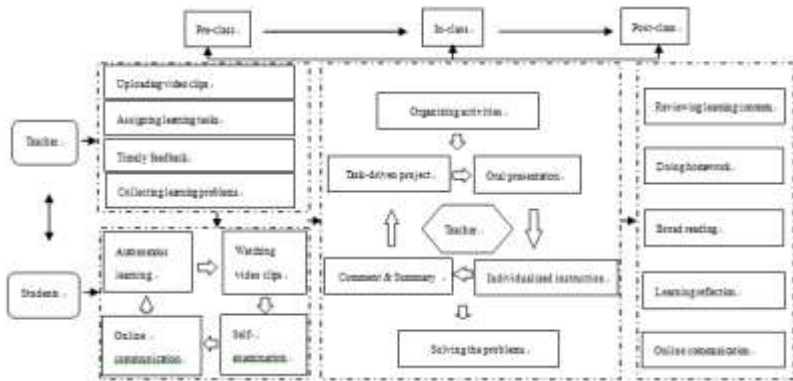 Pre-class
In-class
Post-class
Uploading video clips
Assigning learning tasks
Timely feedback
Collecting learning problems
Teacher
Students
Autonomous
learning
Watching
video clips
Online
communication
Self-
examination
Organizing activities
Task-driven project
Oral presentation
Teacher
Comment & Summary
Individualized instruction
Solving the problems
Reviewing learning content
Doing homework
Broad reading
Learning reflection
Online communication